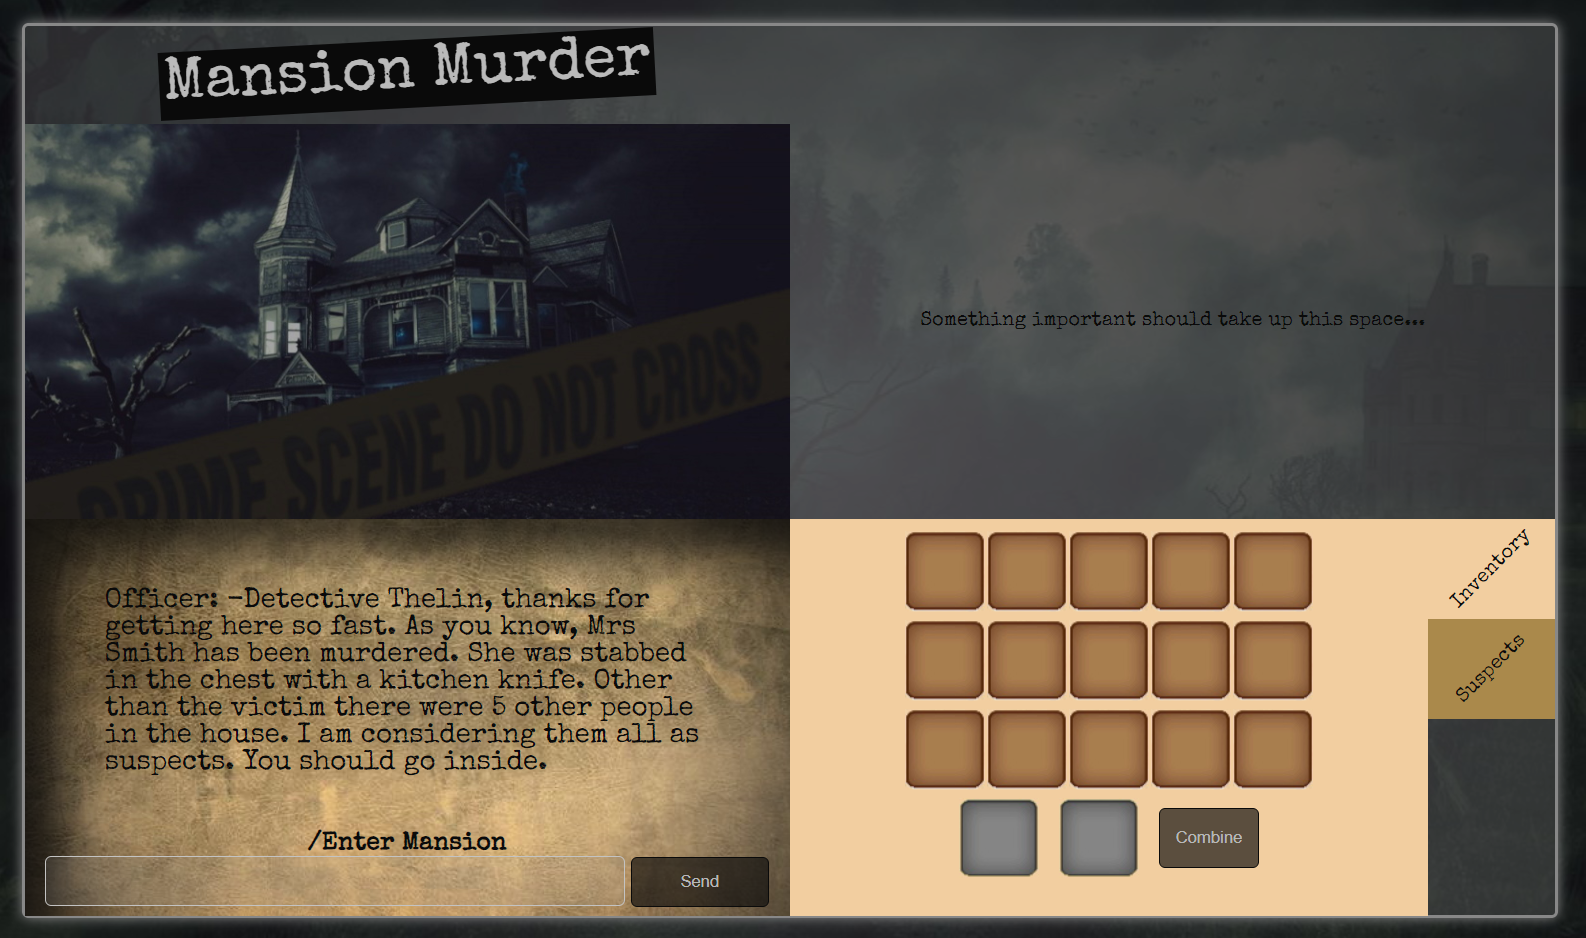 Mansion Murder
CRIME SCENE DO NOT CROSS
Something important should take up this space...
Officer: -Detective Thelin, thanks for
getting here so fast. As you know, Mrs
Smith has been murdered. She was stabbed
in the chest with a kitchen knife. Other
than the victim there were 5 other people
in the house. I am considering them all as
suspects. You should go inside.
/Enter Mansion
Send
Inventory
Suspects
Combine